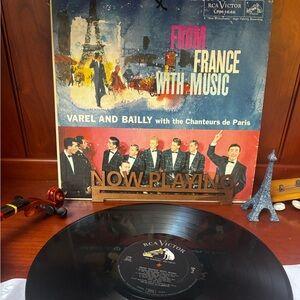 RCA VICTOR
FROM
FRANCE
WITH MUSIC
VAREL AND BAILLY with the Chanteurs de Paris
NOW PLAYING
RCA VICTOR